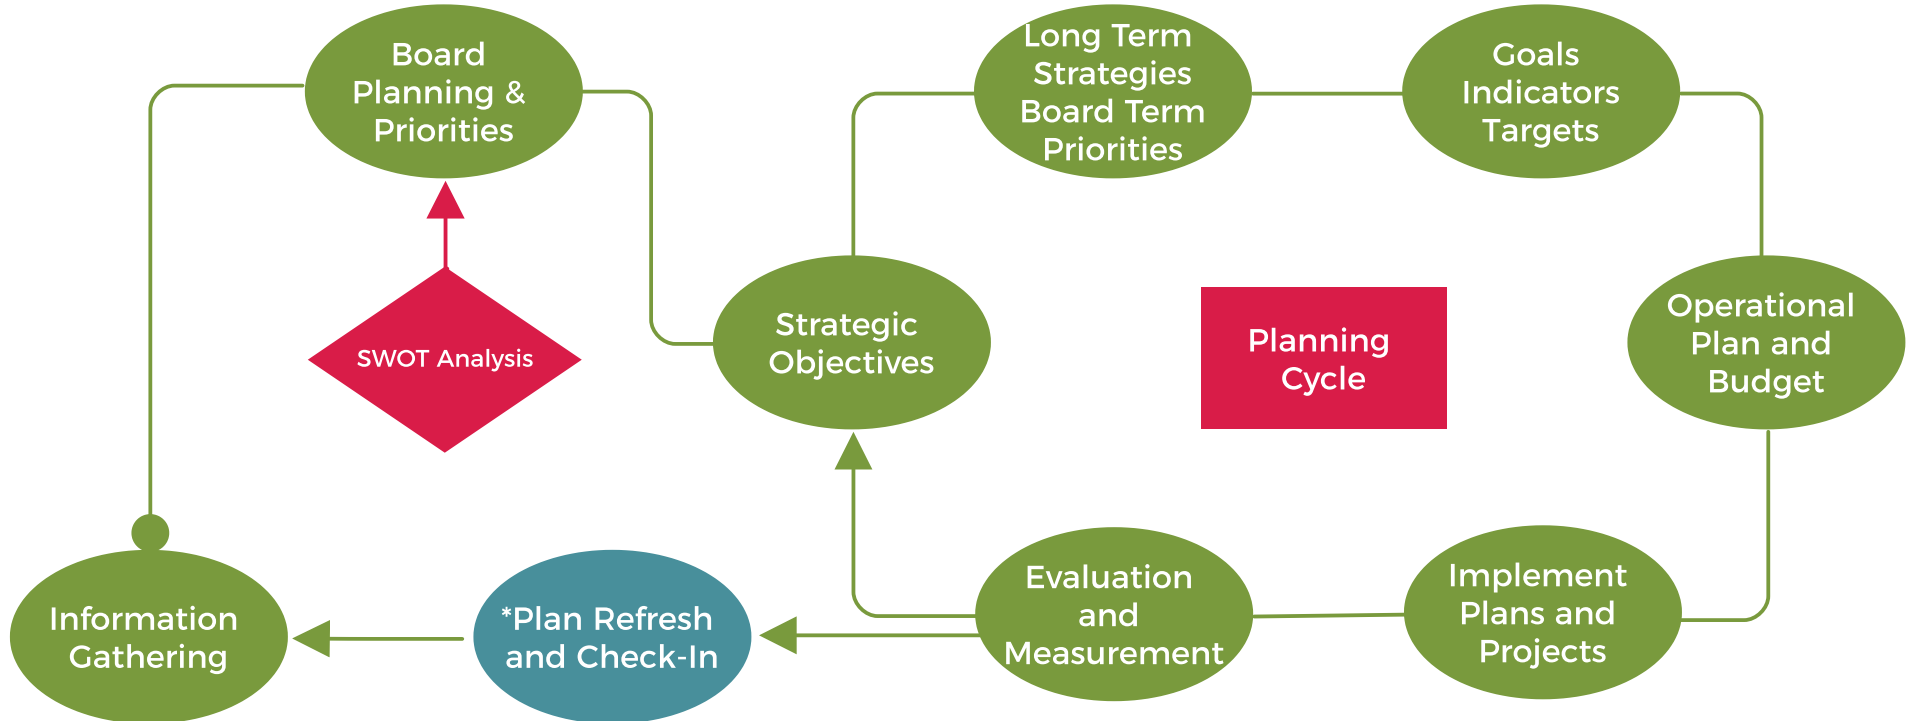 Board
Planning &
Priorities
Long Term
Strategies
Board Term
Priorities
Goals
Indicators
Targets
SWOT Analysis
Strategic
Objectives
Planning
Cycle
Operational
Plan and
Budget
Information
Gathering
*Plan Refresh
and Check-In
Evaluation
and
Measurement
Implement
Plans and
Projects